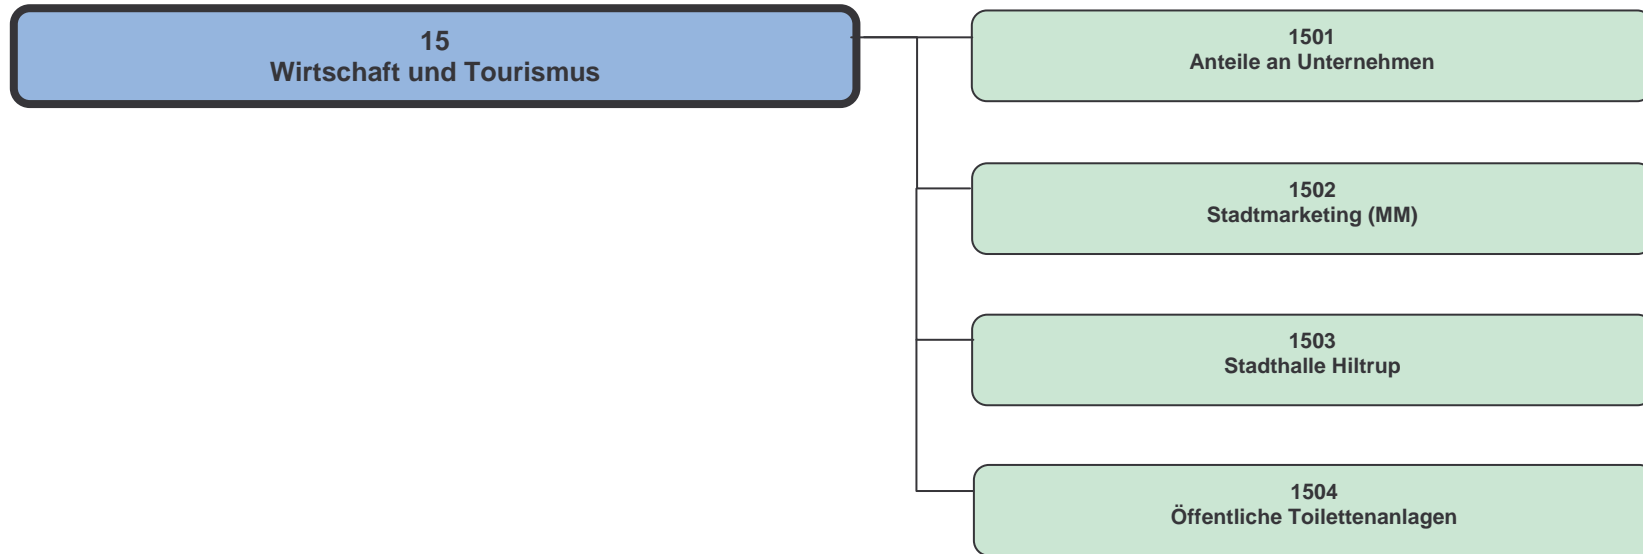 15
Wirtschaft und Tourismus
1501
Anteile an Unternehmen
1502
Stadtmarketing (MM)
1503
Stadthalle Hiltrup
1504
Öffentliche Toilettenanlagen